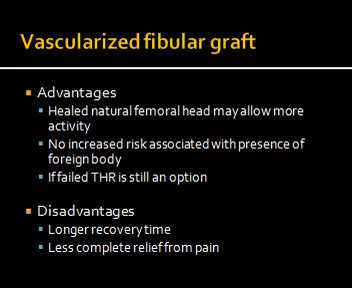 Vascularized fibular graft
Advantages
Healed natural femoral head may allow more
activity
No increased risk associated with presence of
foreign body
If failed THR is still an option
Disadvantages
Longer recovery time
Less complete relief from pain